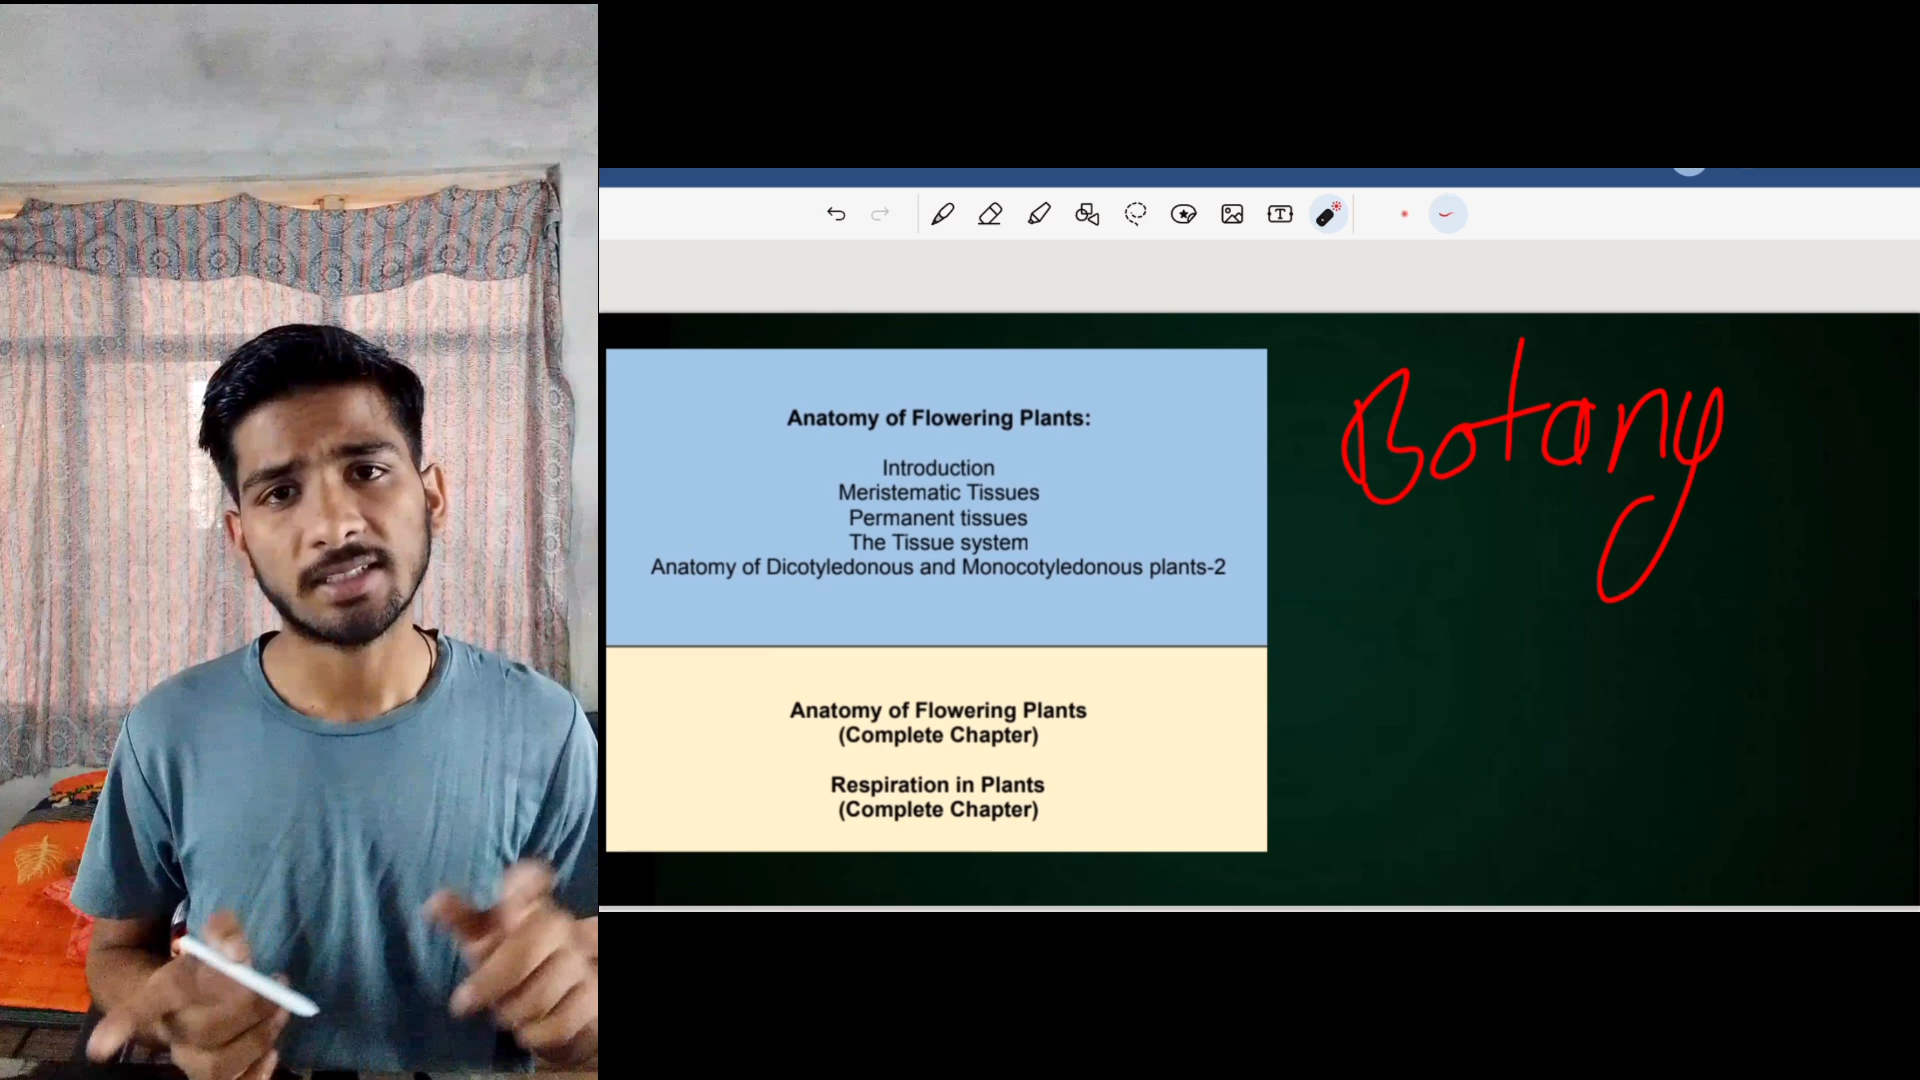 Anatomy of Flowering Plants:
Introduction
Meristematic Tissues
Permanent tissues
The Tissue system
Anatomy of Dicotyledonous and Monocotyledonous plants-2
Anatomy of Flowering Plants
(Complete Chapter)
Respiration in Plants
(Complete Chapter)
Botany